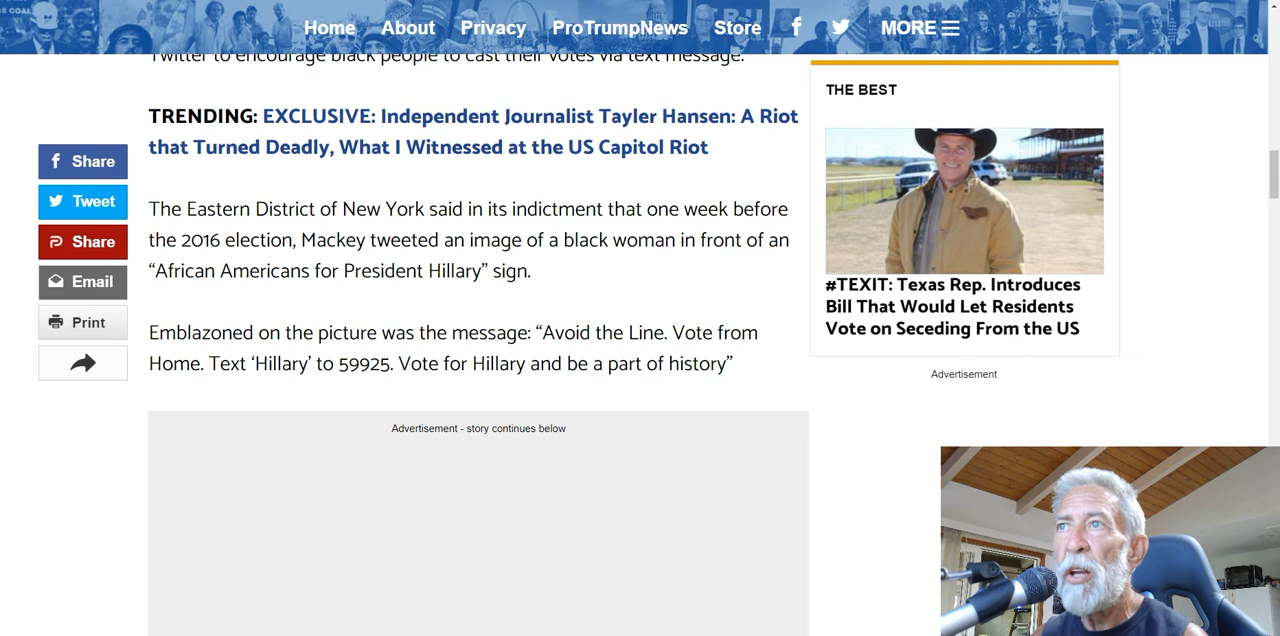 S COAL
Home About Privacy ProTrumpNews Store MORE
Twitter to encourage black people to cast their votes via text message.
TRENDING: EXCLUSIVE: Independent Journalist Tayler Hansen: A Riot
that Turned Deadly, What I Witnessed at the US Capitol Riot
Share
Tweet
Share
Email
Print
The Eastern District of New York said in its indictment that one week before
the 2016 election, Mackey tweeted an image of a black woman in front of an
“African Americans for President Hillary” sign.
Emblazoned on the picture was the message: “Avoid the Line. Vote from
Home. Text ‘Hillary’ to 59925. Vote for Hillary and be a part of history”
Advertisement - story continues below
THE BEST
#TEXIT: Texas Rep. Introduces
Bill That Would Let Residents
Vote on Seceding From the US
Advertisement